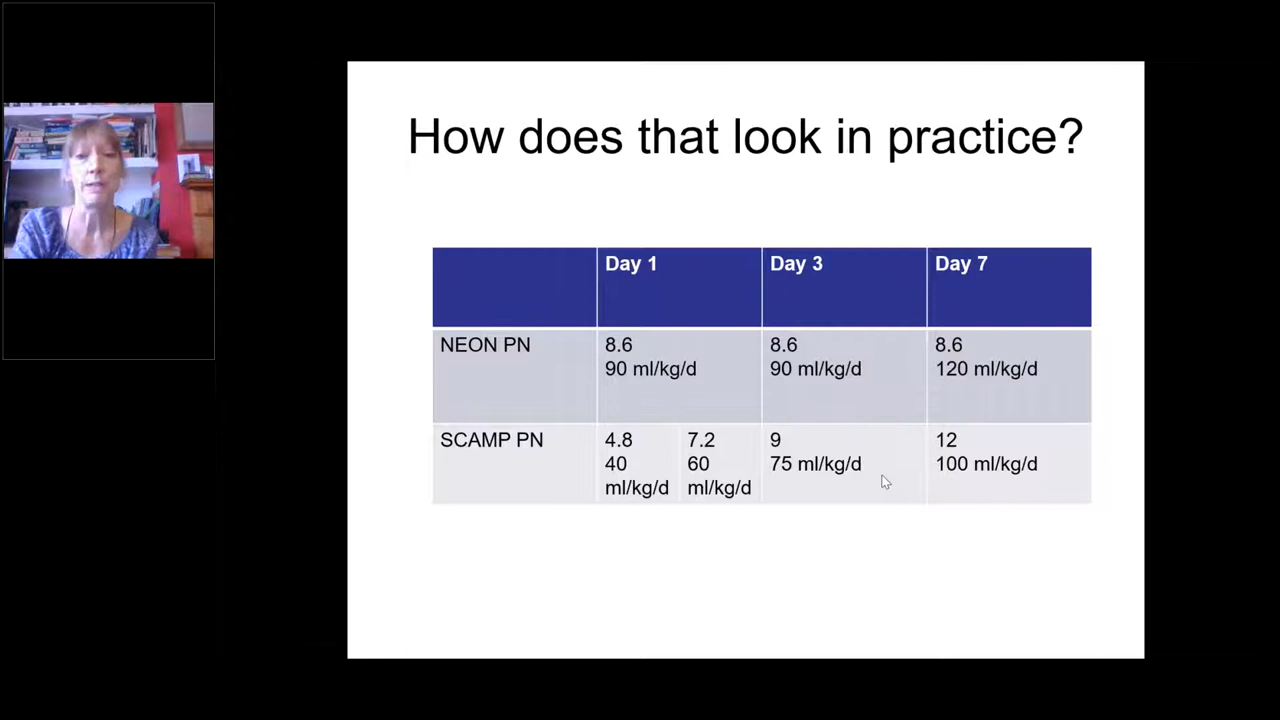 How does that look in practice?
Day 1 Day 3 Day 7
NEON PN 8.6 8.6 8.6
90 ml/kg/d 90 ml/kg/d 120 ml/kg/d
SCAMP PN 4.8 7.2 9 12
40 60 75 ml/kg/d 100 ml/kg/d
ml/kg/d ml/kg/d